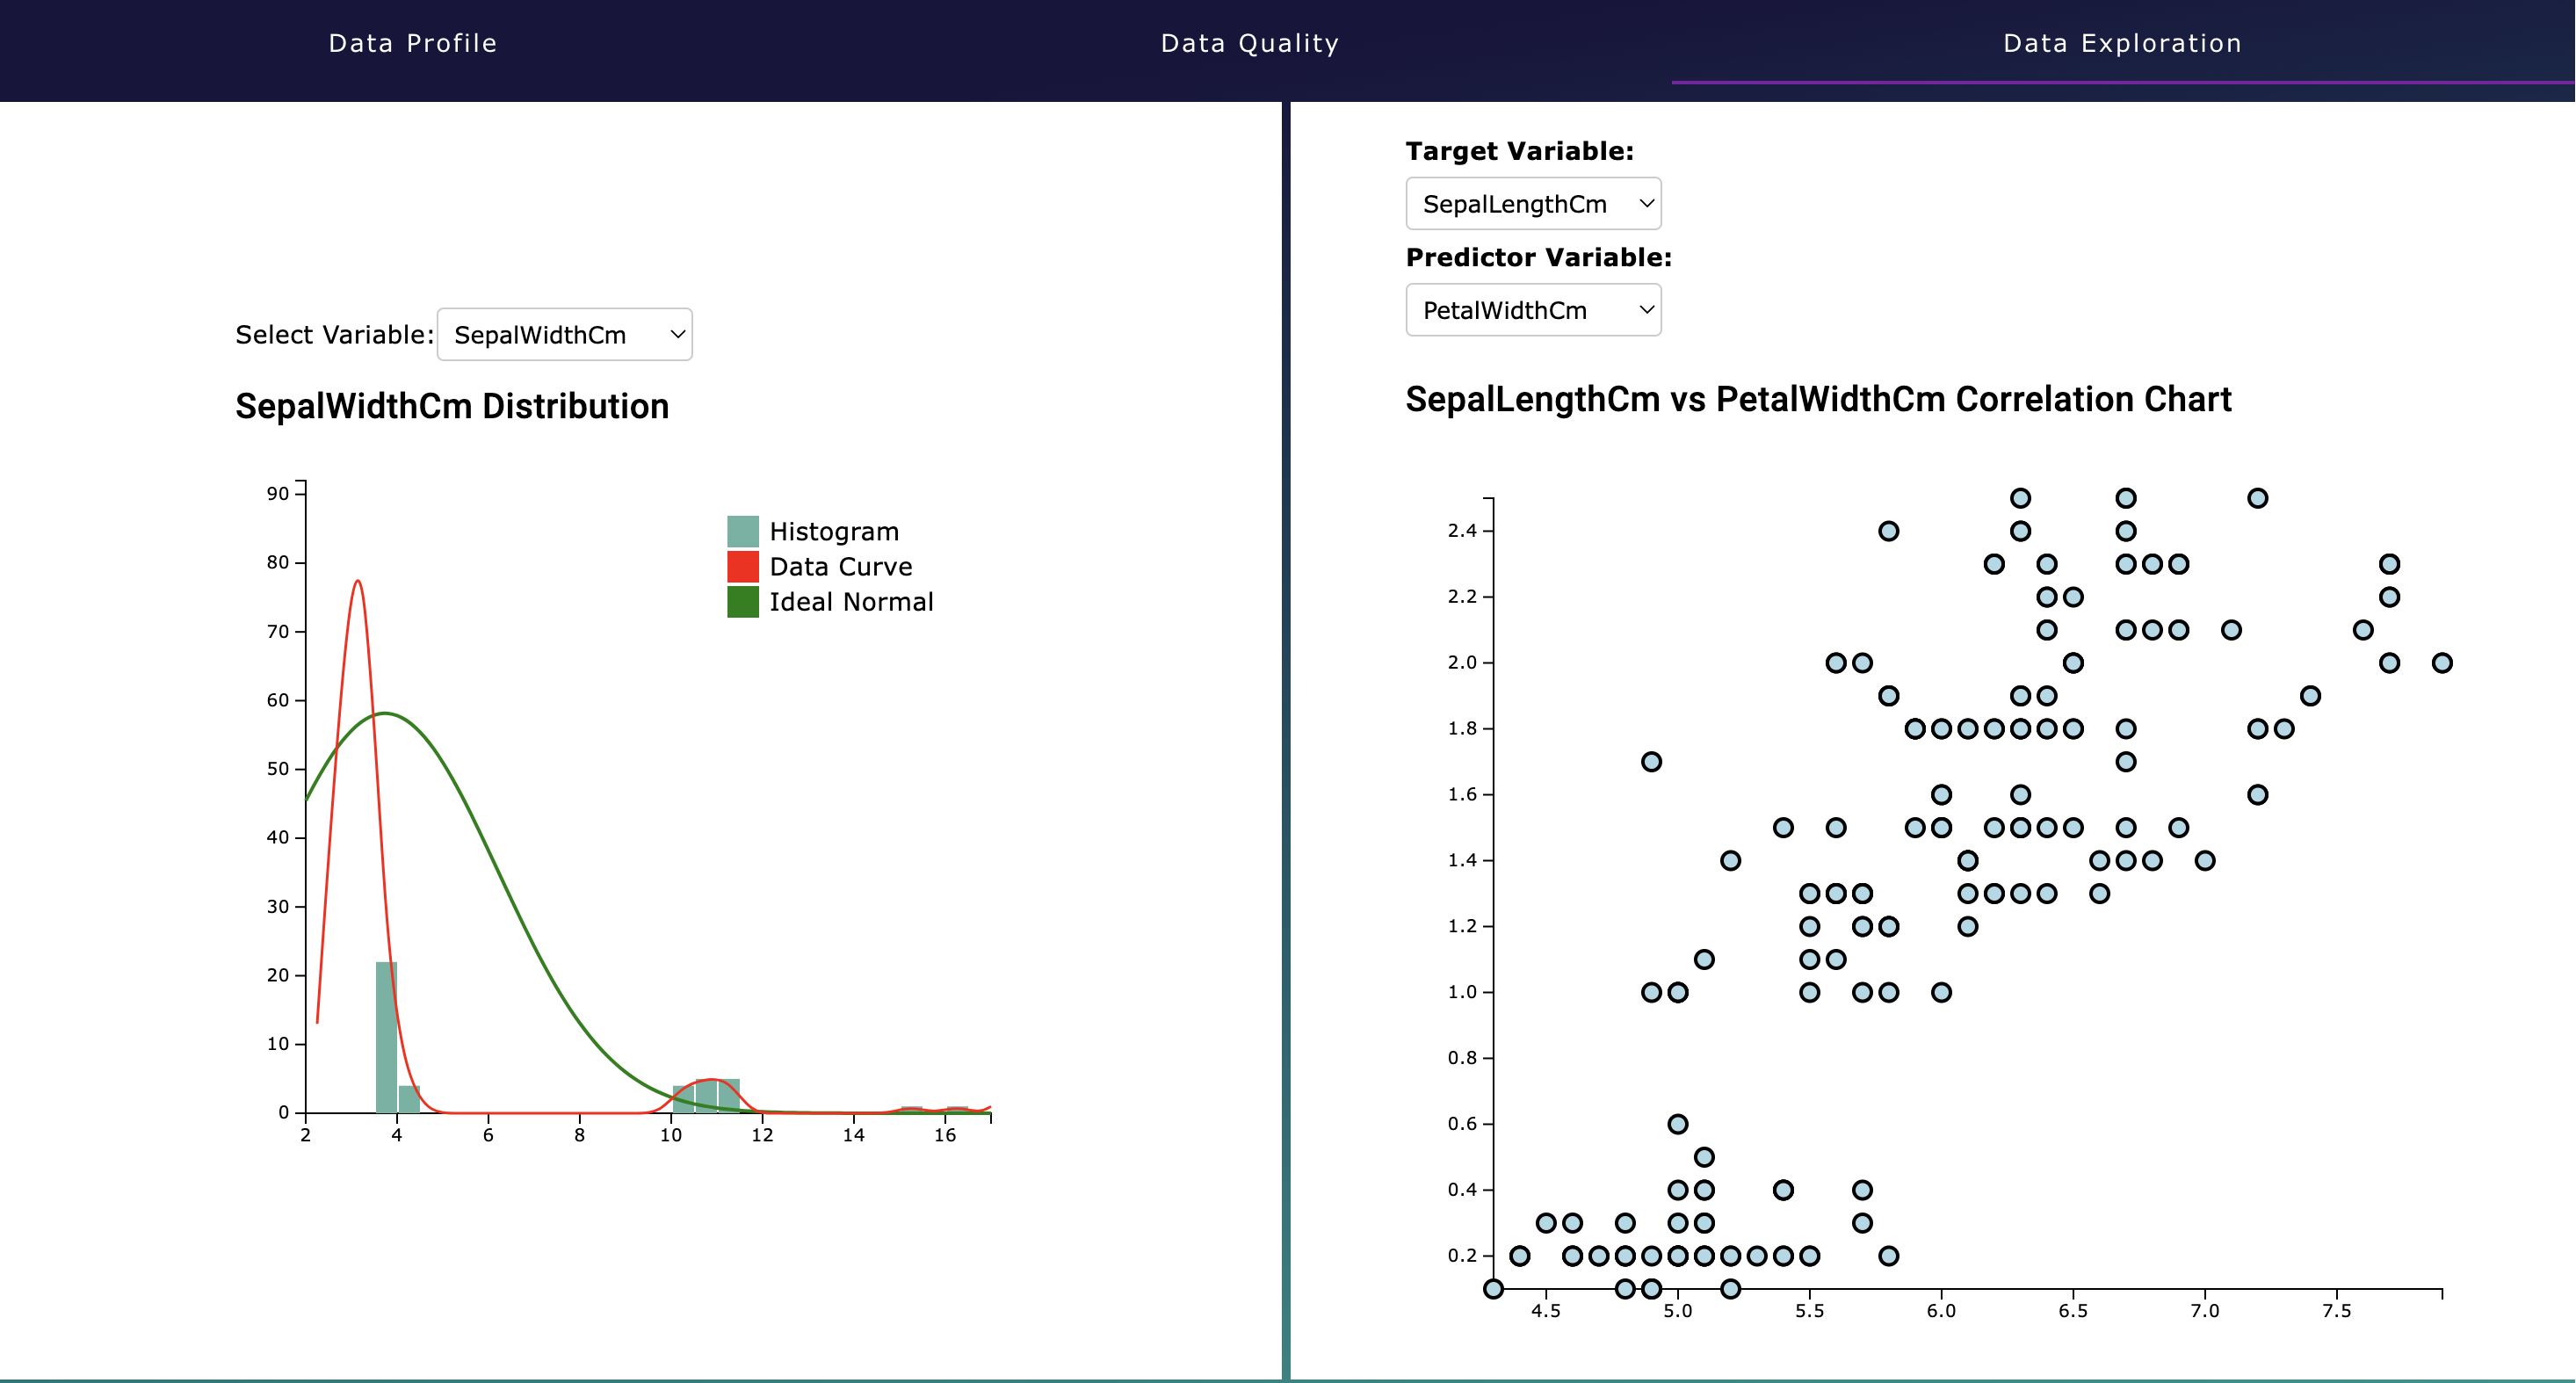 Data Profile
Data Quality
Data Exploration
Select Variable: SepalWidthCm
SepalWidthCm Distribution
90
80
70
60
50
40
30
20
10
0
2 4 6 8 10 12 14 16
Histogram
Data Curve
Ideal Normal
Target Variable:
SepalLengthCm
Predictor Variable:
PetalWidthCm
SepalLengthCm vs PetalWidthCm Correlation Chart
2.4
2.2
2.0
1.8
1.6
1.4
1.2
1.0
0.8
0.6
0.4
0.2
4.5 5.0 5.5 6.0 6.5 7.0 7.5